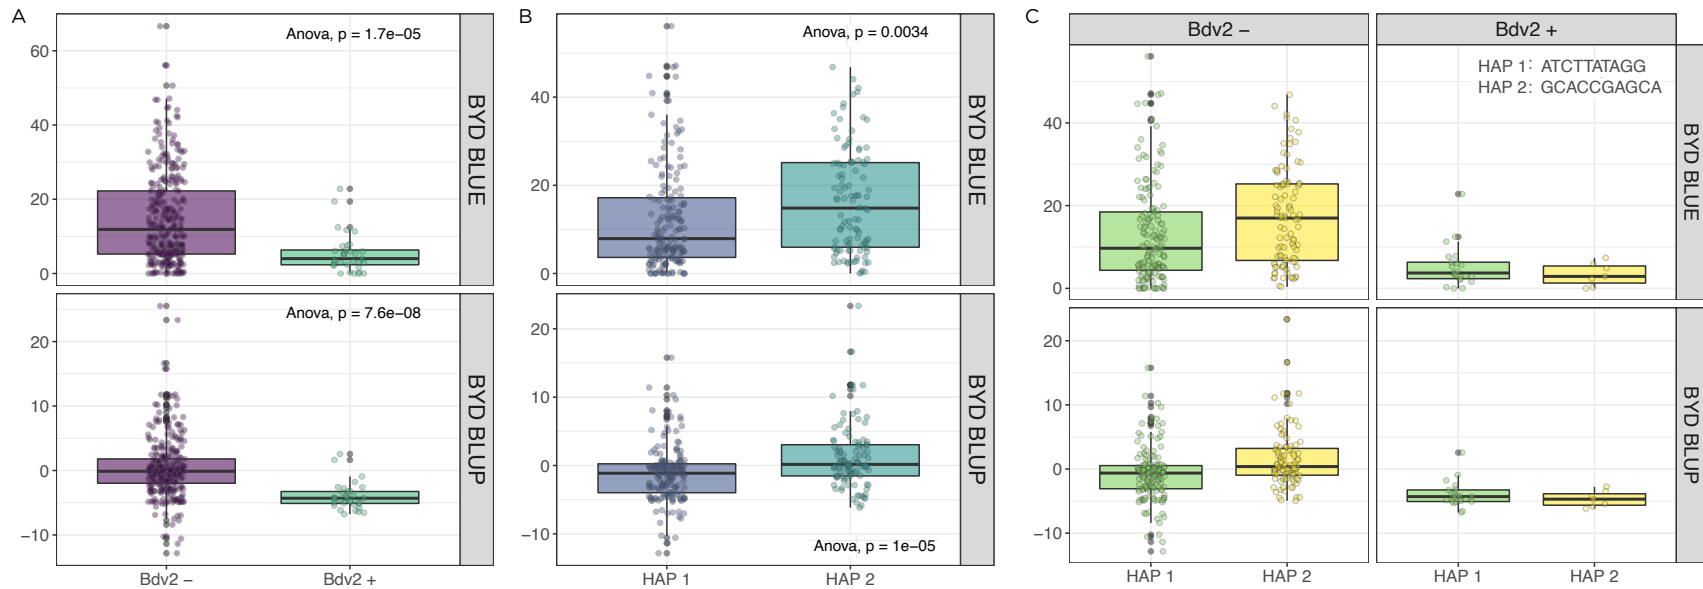 A
Anova, p = 1.7e−05
60
40
20
0
BYD BLUE
Anova, p = 7.6e−08
20
10
0
−10
BYD BLUP
Bdv2 −
Bdv2 +
B
Anova, p = 0.0034
40
20
0
BYD BLUE
20
10
0
−10
Anova, p = 1e−05
BYD BLUP
HAP 1
HAP 2
C
Bdv2 −
Bdv2 +
HAP 1: ATCTTATAGG
HAP 2: GCACCGAGCA
40
20
0
BYD BLUE
20
10
0
−10
BYD BLUP
HAP 1
HAP 2
HAP 1
HAP 2